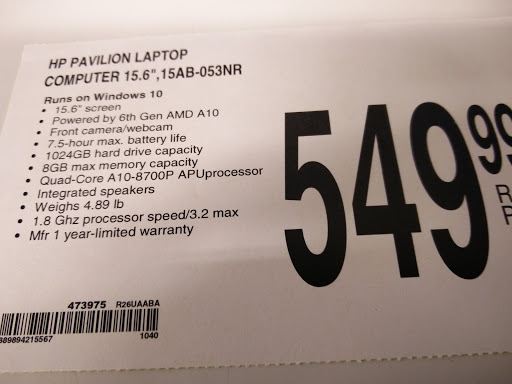 HP PAVILION LAPTOP
COMPUTER 15.6",15AB-053NR
Runs on Windows 10
• 15.6" screen
• Powered by 6th Gen AMD A10
• Front camera/webcam
• 7.5-hour max. battery life
• 1024GB hard drive capacity
• 8GB max memory capacity
• Quad-Core A10-8700P APUprocessor
• Integrated speakers
• Weighs 4.89 lb
• 1.8 Ghz processor speed/3.2 max
• Mfr 1 year-limited warranty
549 99
R
P
473975 R26UAABA
889894215567 1040